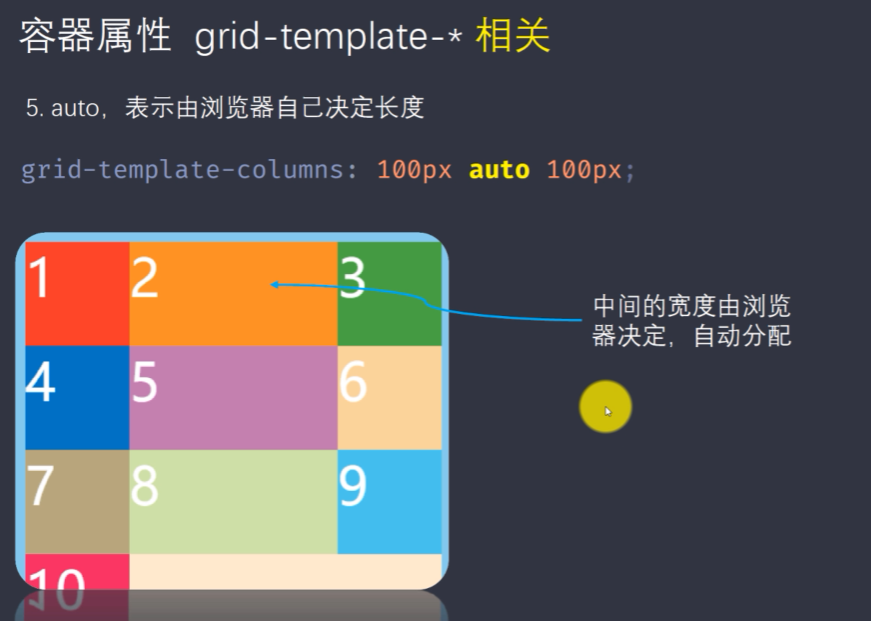 容器属性 grid-template-* 相关
5. auto，表示由浏览器自己决定长度
grid-template-columns: 100px auto 100px;
1 2 3
中间的宽度由浏览
器决定，自动分配
4 5 6
7 8 9
10